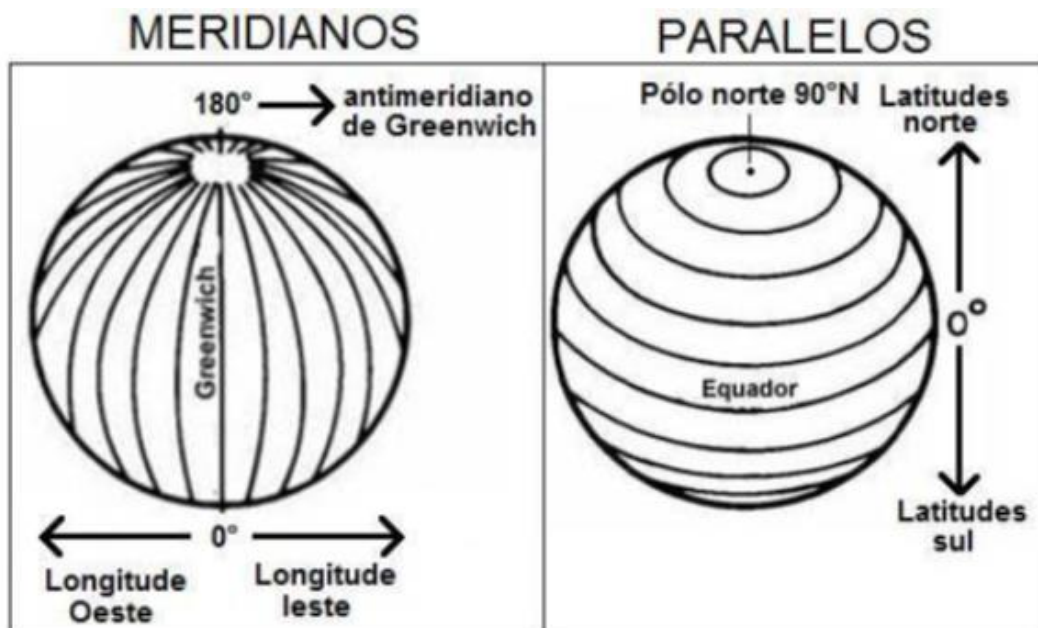 MERIDIANOS
180°
antimeridiano
de Greenwich
Greenwich
0°
Longitude
Oeste
Longitude
leste
PARALELOS
Pólo norte 90°N
Latitudes
norte
0°
Equador
Latitudes
sul